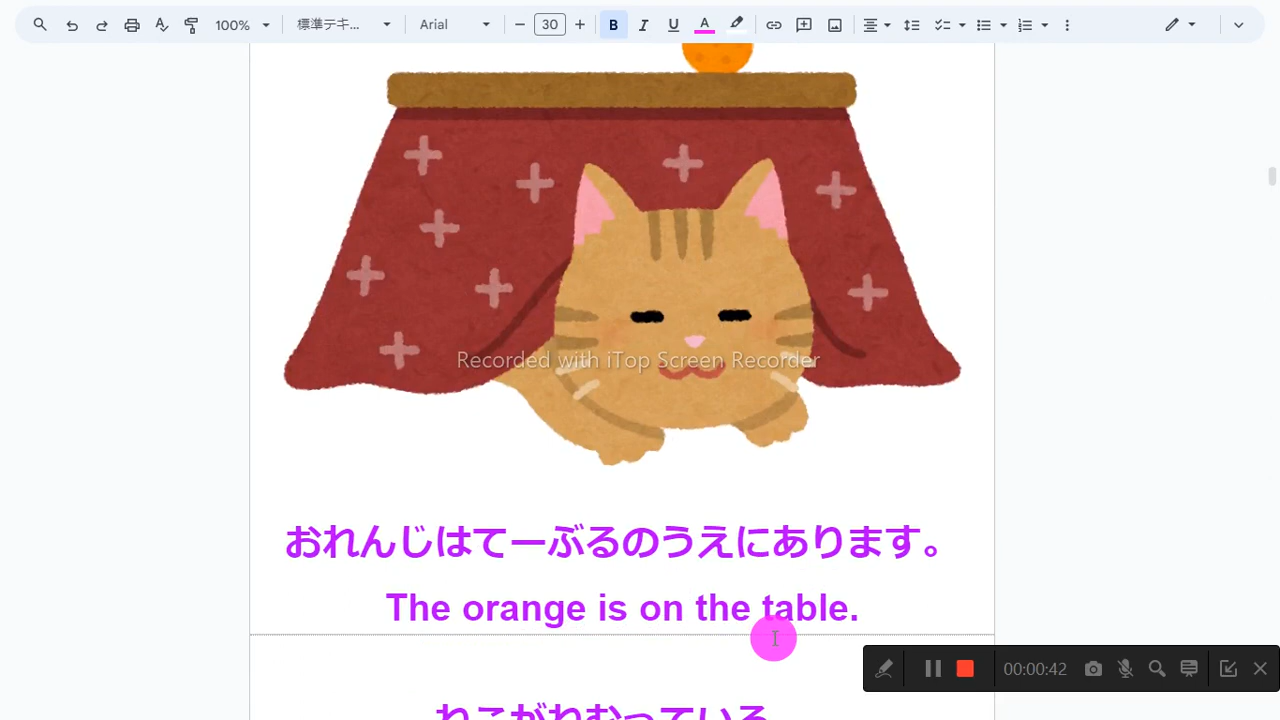 100%
標準テキ...
Arial
30
B
I
U
A
Recorded with iTop Screen Recorder
おれんじはてーぶるのうえにあります。
The orange is on the table.
00:00:42